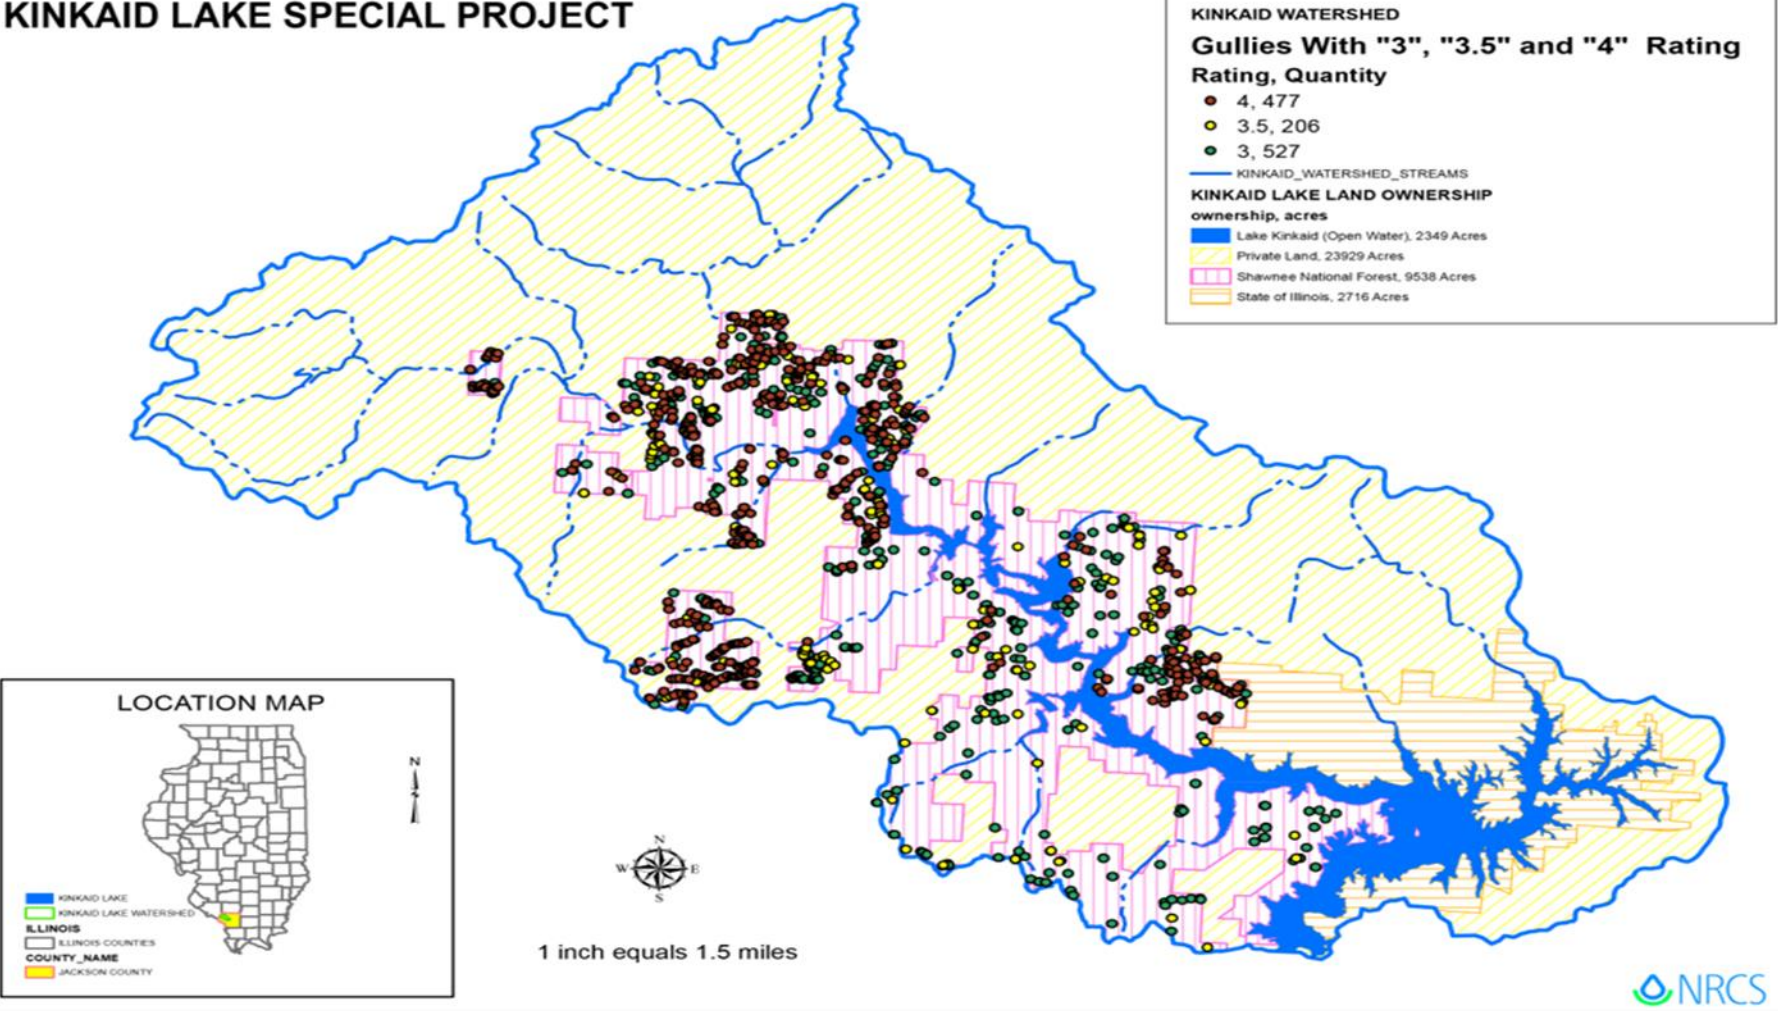 KINKAID LAKE SPECIAL PROJECT
KINKAID WATERSHED
Gullies With "3", "3.5" and "4" Rating
Rating, Quantity
4, 477
3.5, 206
3, 527
KINKAID_WATERSHED_STREAMS
KINKAID LAKE LAND OWNERSHIP
ownership, acres
Lake Kinkaid (Open Water), 2349 Acres
Private Land, 23929 Acres
Shawnee National Forest, 9538 Acres
State of Illinois, 2716 Acres
LOCATION MAP
N
KINKAID LAKE
KINKAID LAKE WATERSHED
ILLINOIS
ILLINOIS COUNTIES
COUNTY_NAME
JACKSON COUNTY
N
W E
S
1 inch equals 1.5 miles
NRCS